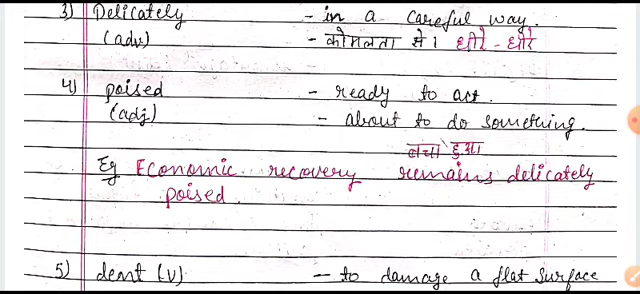 3) Delicately - in a careful way.
(adv.) - कोमलता से। धीरे-धीरे
4) poised - ready to act.
(adj) - about to do something.
हुआ
Eg Economic recovery remains delicately
poised.
5) dent (v) - to damage a flat surface